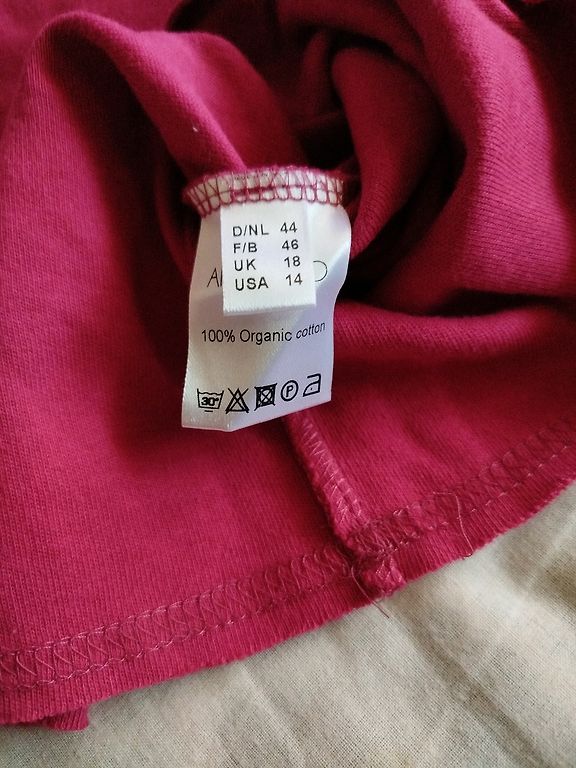 D/NL 44
F/B 46
UK 18
USA 14
100% Organic cotton
30°
P